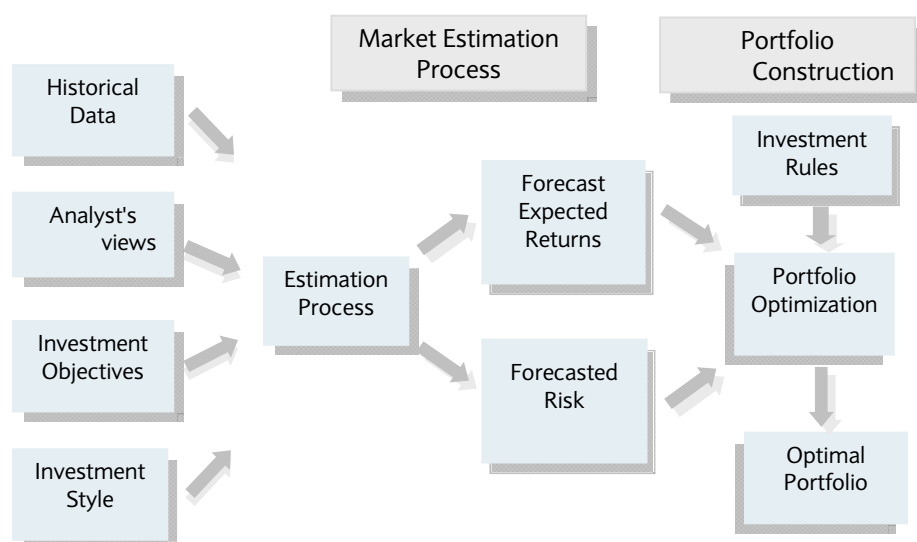 Market Estimation
Process
Portfolio
Construction
Historical
Data
Analyst's
views
Investment
Objectives
Investment
Style
Estimation
Process
Forecast
Expected
Returns
Forecasted
Risk
Investment
Rules
Portfolio
Optimization
Optimal
Portfolio